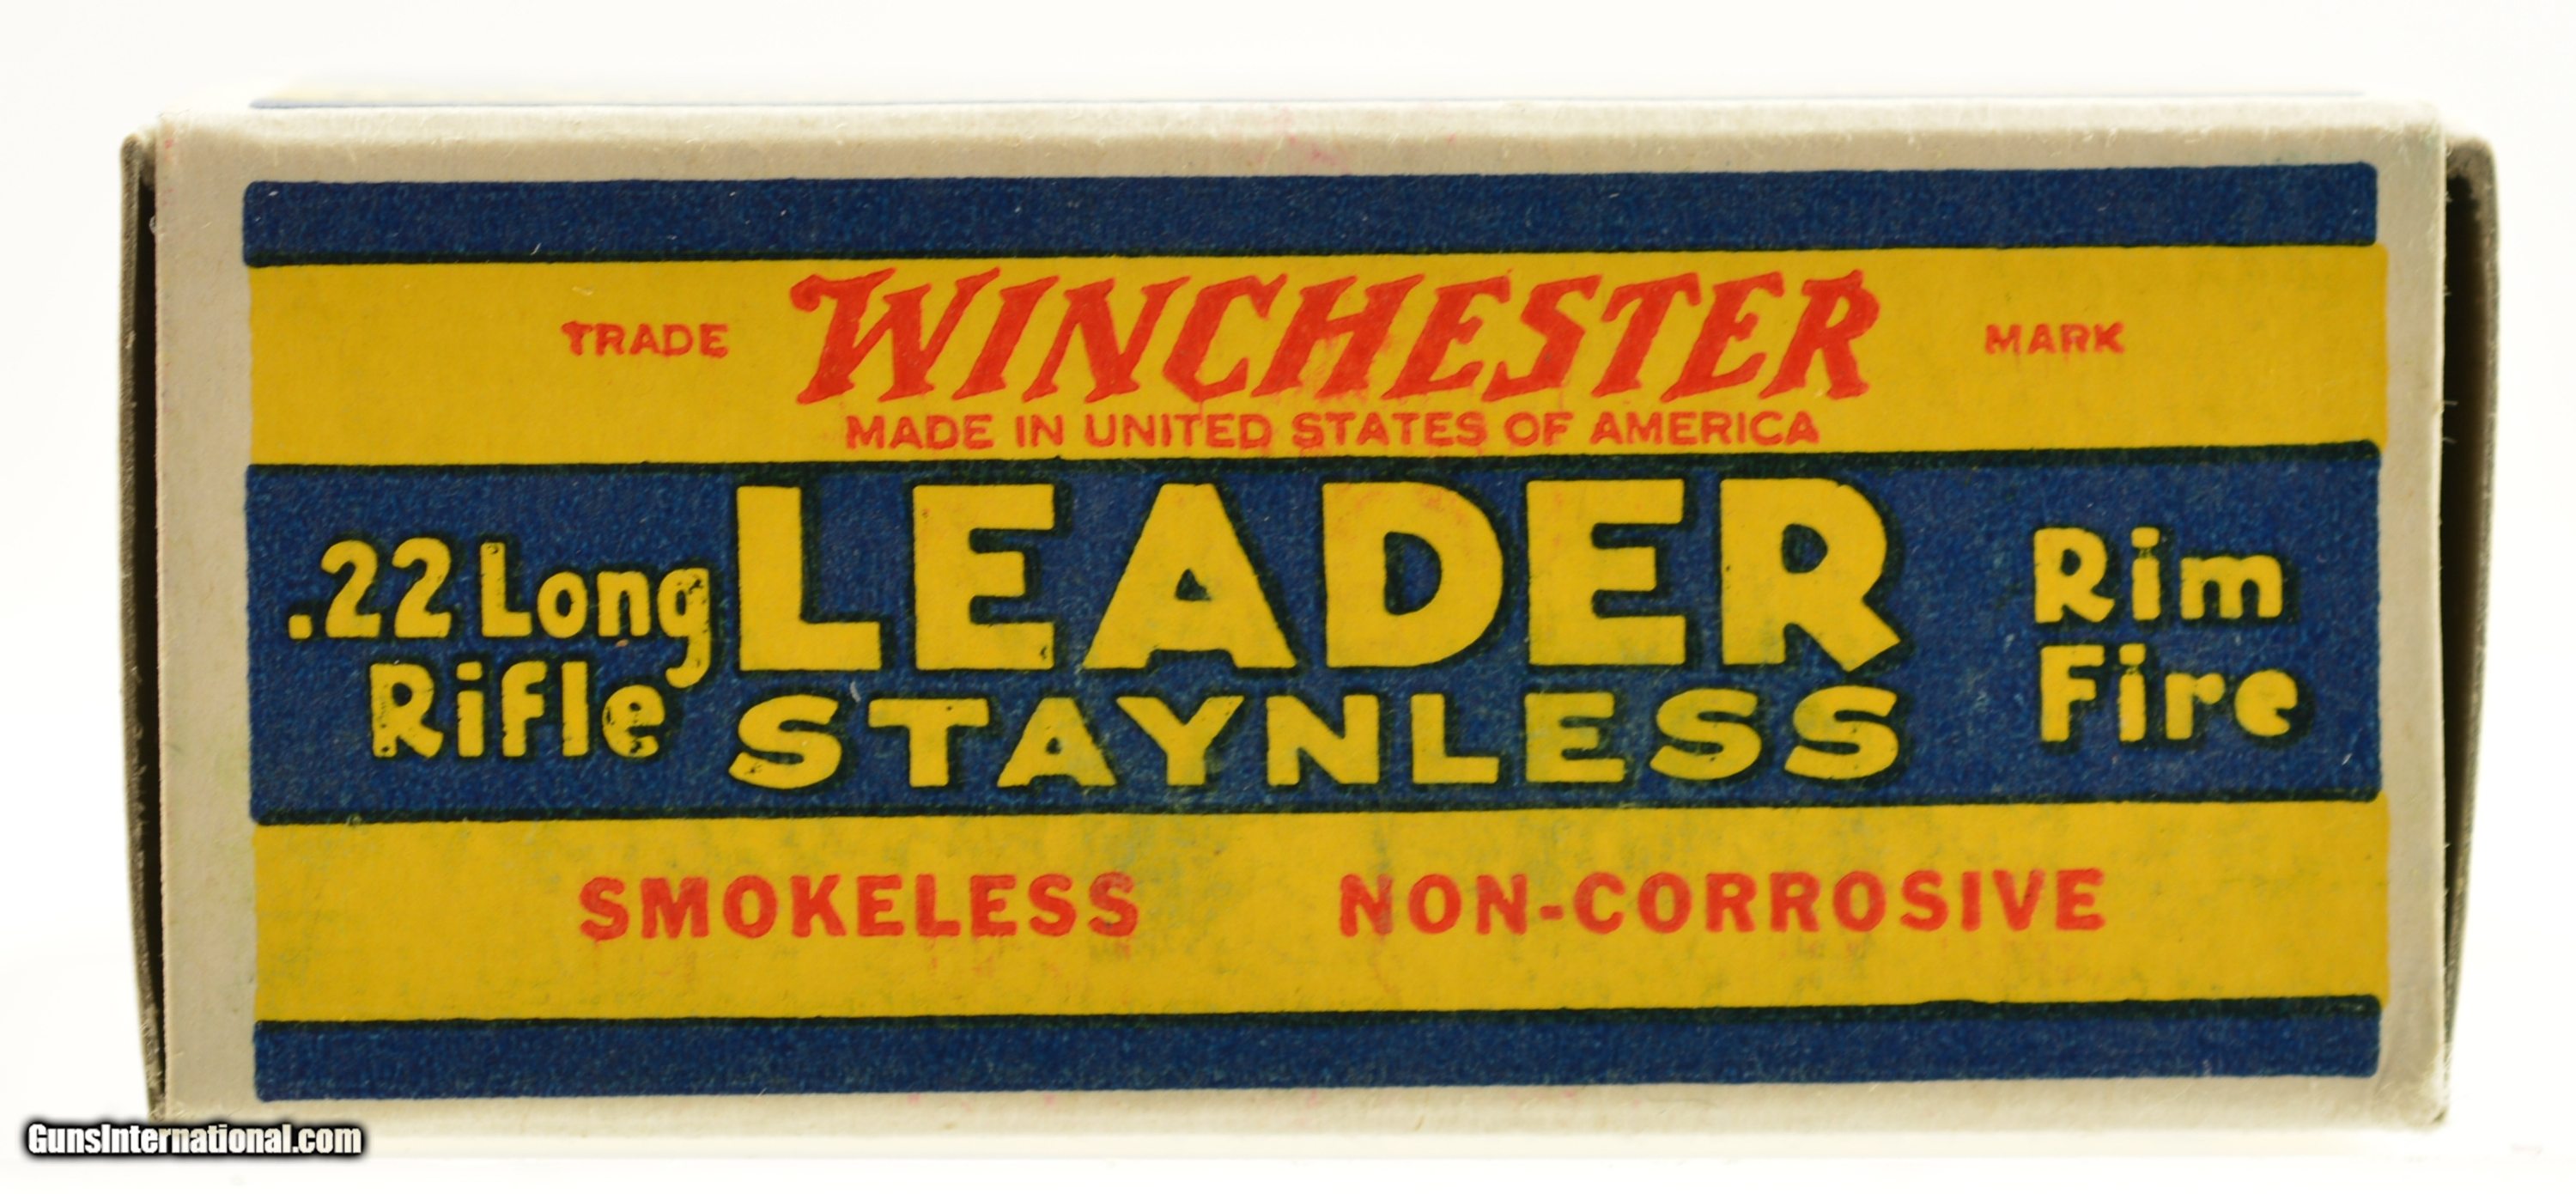 TRADE WINCHESTER MARK
MADE IN UNITED STATES OF AMERICA
.22 Long
Rifle
LEADER
STAYNLESS
Rim
Fire
SMOKELESS NON-CORROSIVE
GunsInternational.com